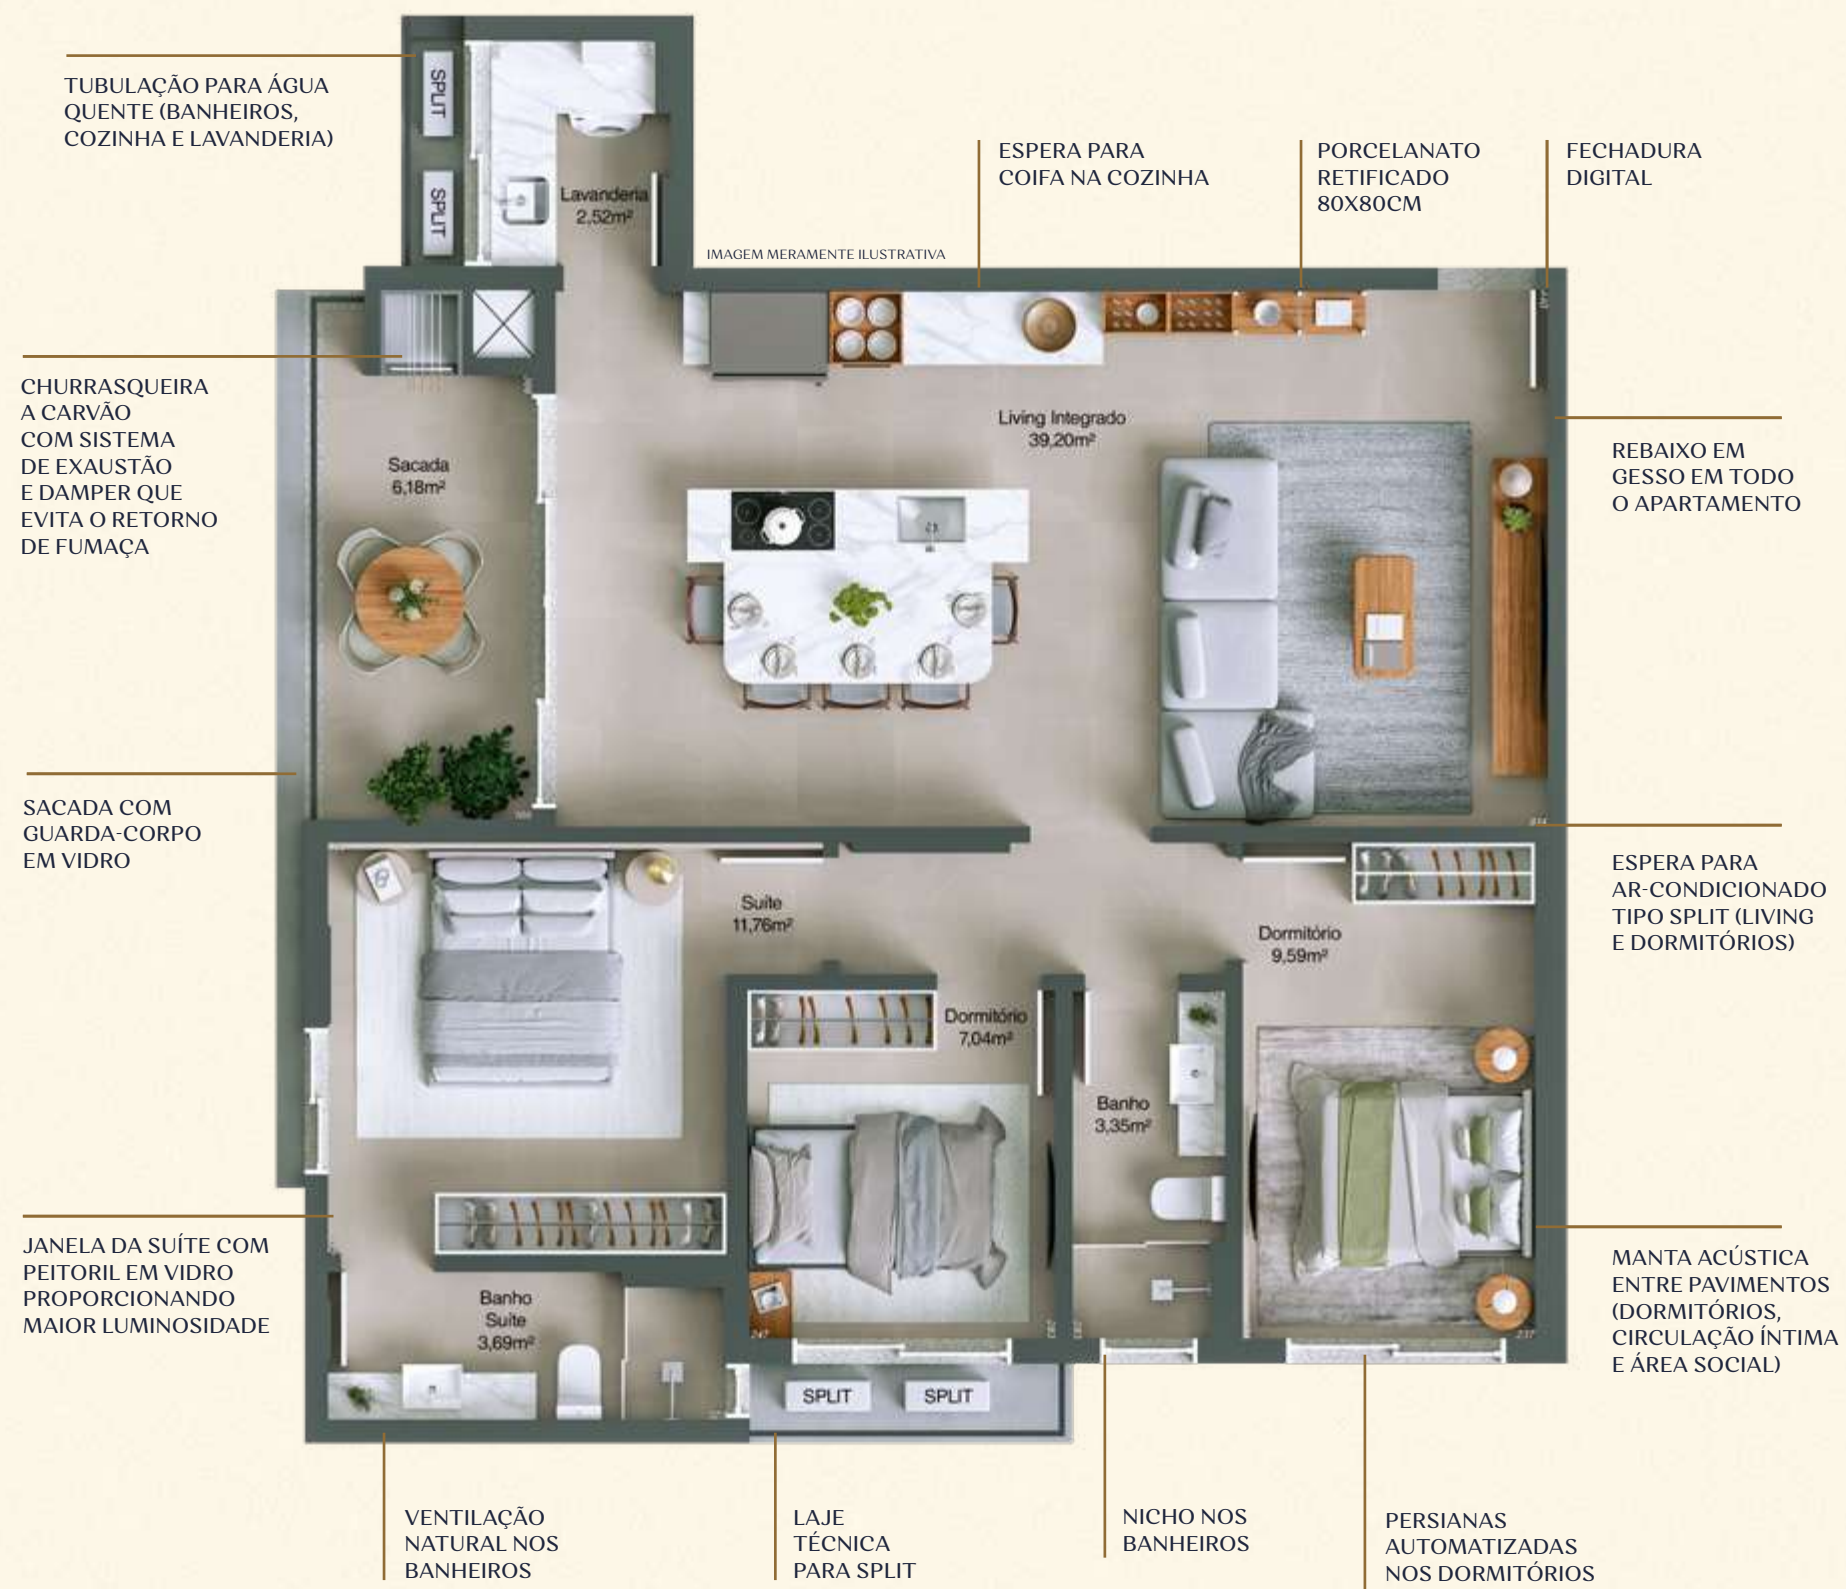 TUBULAÇÃO PARA ÁGUA
QUENTE (BANHEIROS,
COZINHA E LAVANDERIA)
SPLIT
SPLIT
Lavanderia
2,52m²
IMAGEM MERAMENTE ILUSTRATIVA
ESPERA PARA
COIFA NA COZINHA
PORCELANATO
RETIFICADO
80X80CM
FECHADURA
DIGITAL
CHURRASQUEIRA
A CARVÃO
COM SISTEMA
DE EXAUSTÃO
E DAMPER QUE
EVITA O RETORNO
DE FUMAÇA
Sacada
6,18m²
Living Integrado
39,20m²
REBAIXO EM
GESSO EM TODO
O APARTAMENTO
SACADA COM
GUARDA-CORPO
EM VIDRO
ESPERA PARA
AR-CONDICIONADO
TIPO SPLIT (LIVING
E DORMITÓRIOS)
Suíte
11,76m²
Dormitório
9,59m²
Dormitório
7,04m²
Banho
3,35m²
JANELA DA SUÍTE COM
PEITORIL EM VIDRO
PROPORCIONANDO
MAIOR LUMINOSIDADE
Banho
Suíte
3,69m²
MANTA ACÚSTICA
ENTRE PAVIMENTOS
(DORMITÓRIOS,
CIRCULAÇÃO ÍNTIMA
E ÁREA SOCIAL)
SPLIT
SPLIT
VENTILAÇÃO
NATURAL NOS
BANHEIROS
LAJE
TÉCNICA
PARA SPLIT
NICHO NOS
BANHEIROS
PERSIANAS
AUTOMATIZADAS
NOS DORMITÓRIOS